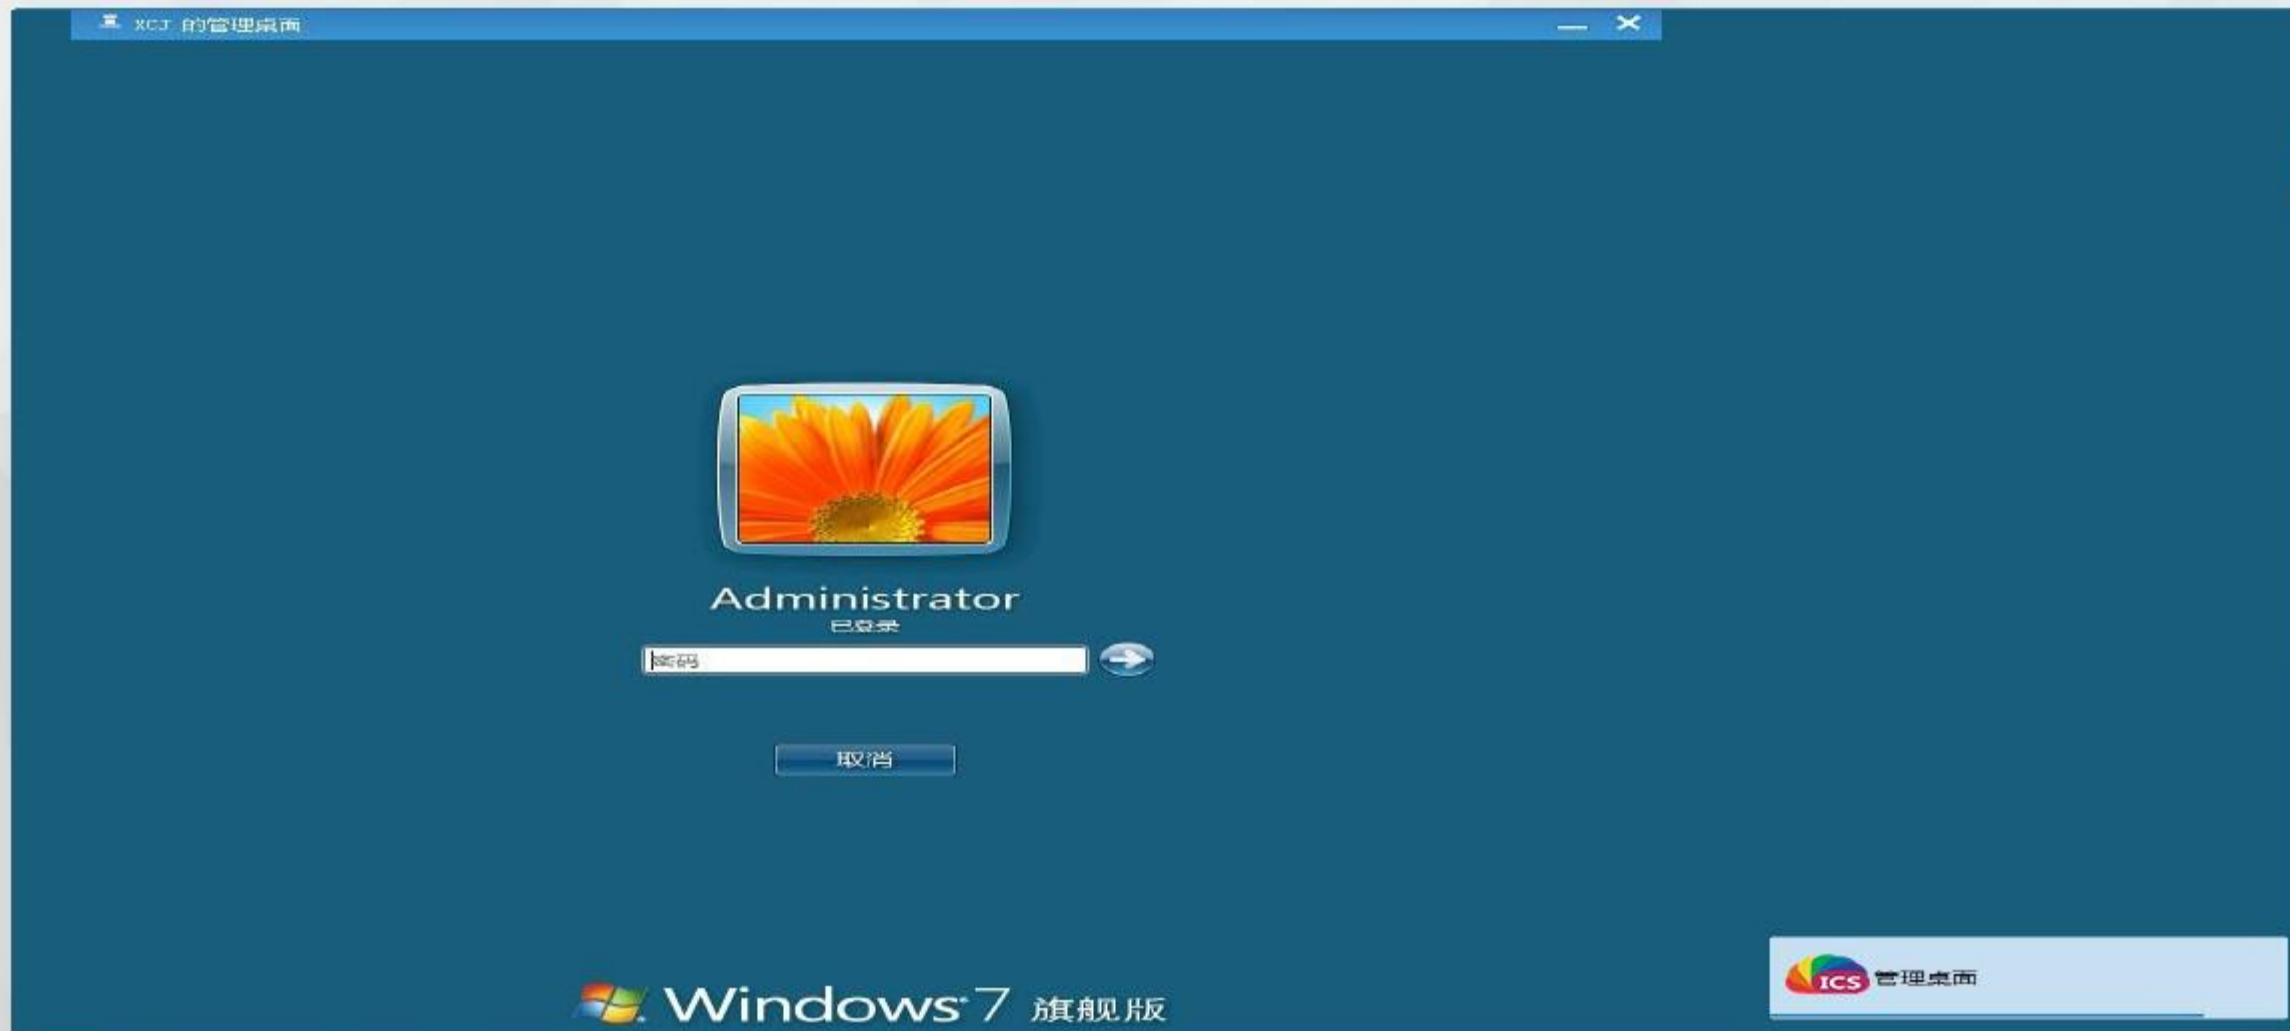 XCJ 的管理桌面
Administrator
已登录
密码
取消
Windows 7 旗舰版
ICS 管理桌面